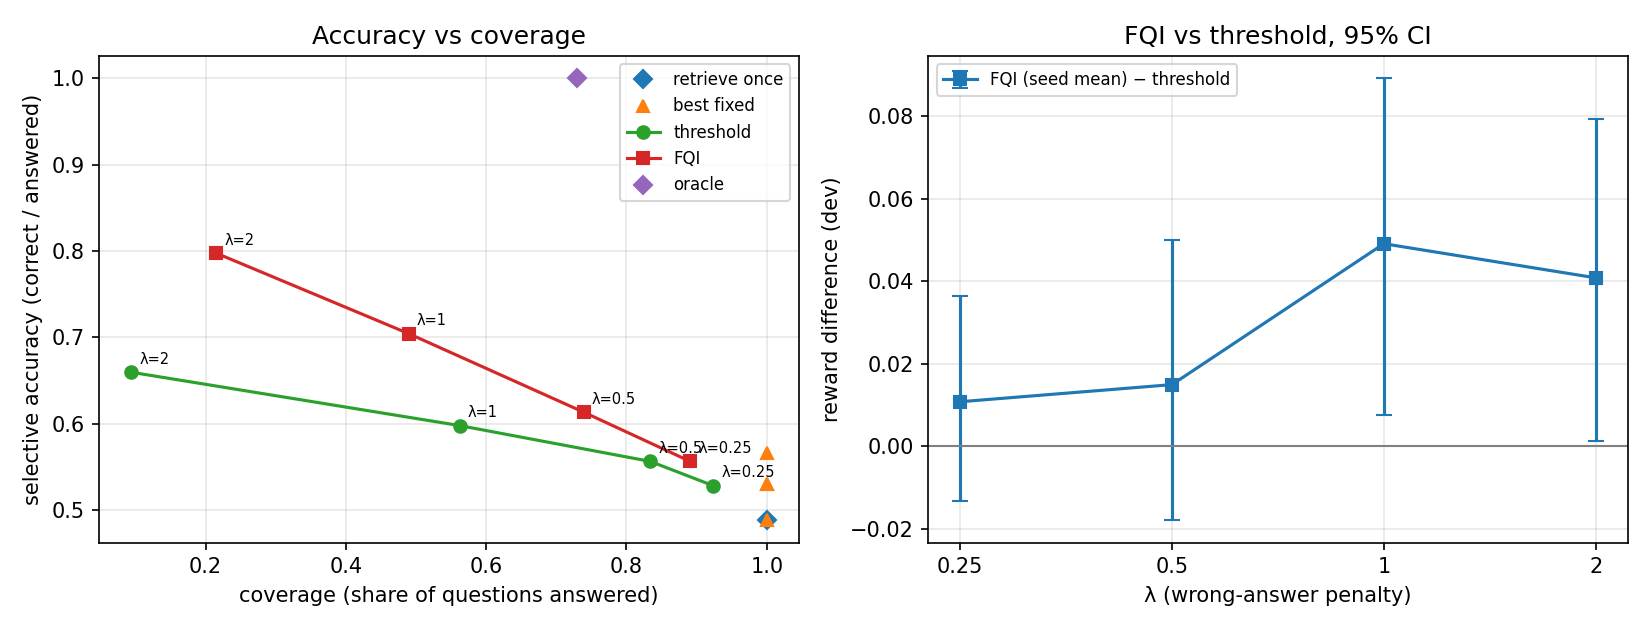 Accuracy vs coverage
selective accuracy (correct / answered)
1.0
0.9
0.8
0.7
0.6
0.5
retrieve once
best fixed
threshold
FQI
oracle
λ=2
λ=1
λ=0.5
λ=0.25
λ=2
λ=1
λ=0.5
λ=0.25
0.2
0.4
0.6
0.8
1.0
coverage (share of questions answered)
FQI vs threshold, 95% CI
FQI (seed mean) − threshold
reward difference (dev)
0.08
0.06
0.04
0.02
0.00
−0.02
0.25
0.5
1
2
λ (wrong-answer penalty)